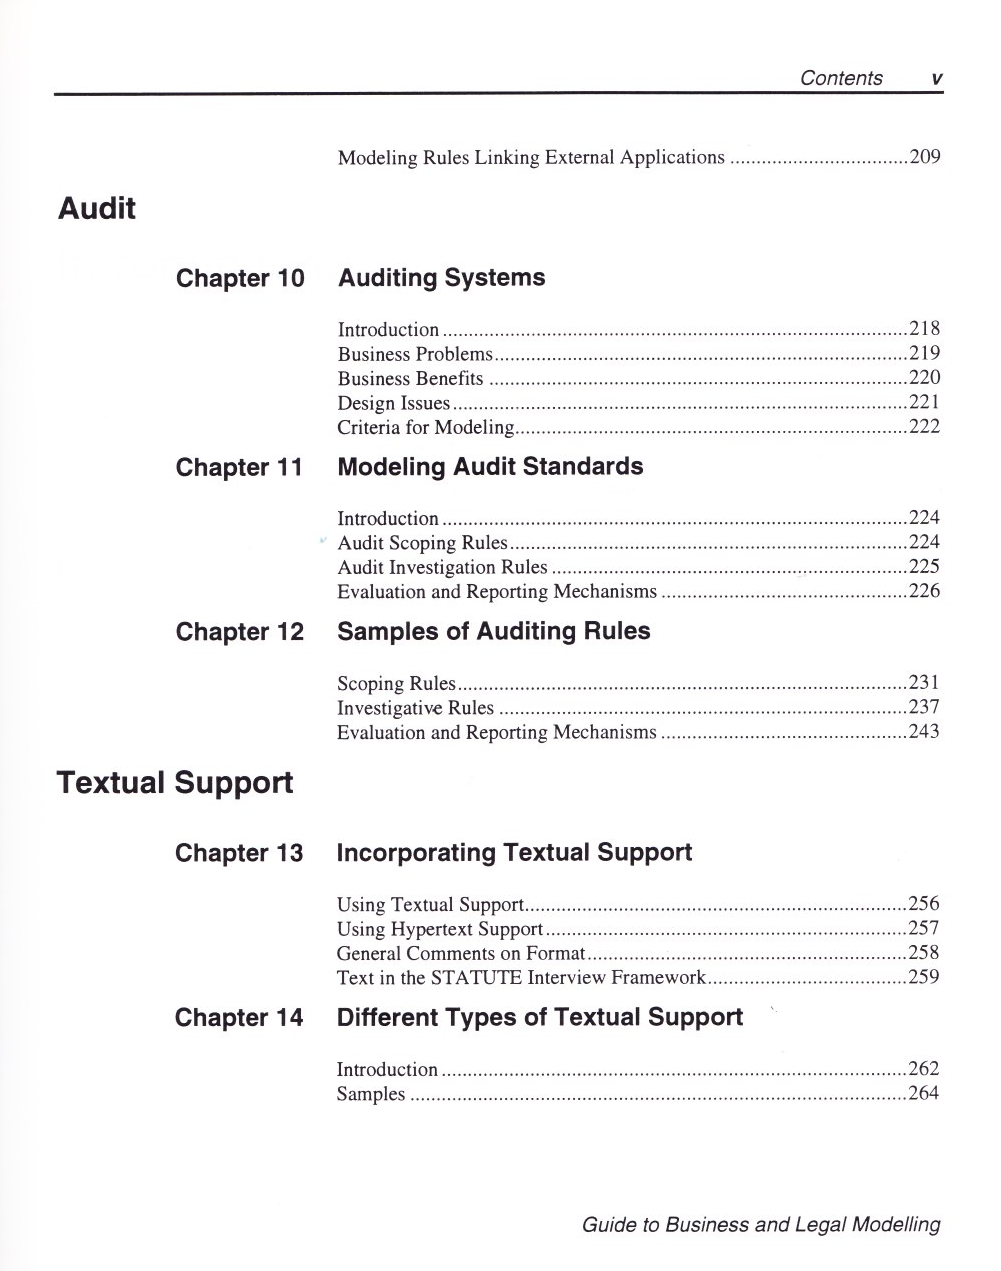 Contents v
Modeling Rules Linking External Applications ..................................209
Audit
Chapter 10 Auditing Systems
Introduction.........................................................................................218
Business Problems...............................................................................219
Business Benefits ................................................................................220
Design Issues.......................................................................................221
Criteria for Modeling...........................................................................222
Chapter 11 Modeling Audit Standards
Introduction.........................................................................................224
Audit Scoping Rules............................................................................224
Audit Investigation Rules ....................................................................225
Evaluation and Reporting Mechanisms ...............................................226
Chapter 12 Samples of Auditing Rules
Scoping Rules......................................................................................231
Investigative Rules ..............................................................................237
Evaluation and Reporting Mechanisms ...............................................243
Textual Support
Chapter 13 Incorporating Textual Support
Using Textual Support.........................................................................256
Using Hypertext Support.....................................................................257
General Comments on Format.............................................................258
Text in the STATUTE Interview Framework......................................259
Chapter 14 Different Types of Textual Support
Introduction.........................................................................................262
Samples ...............................................................................................264
Guide to Business and Legal Modelling